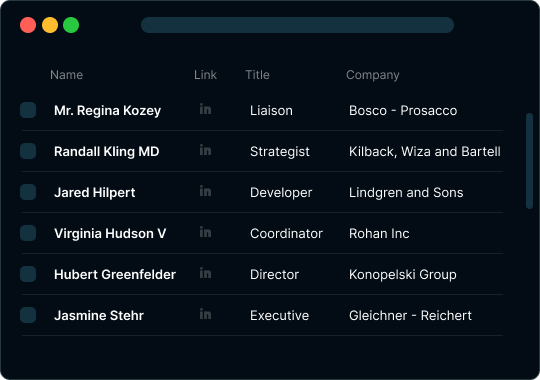 Name Link Title Company
Mr. Regina Kozey in Liaison Bosco - Prosacco
Randall Kling MD in Strategist Kilback, Wiza and Bartell
Jared Hilpert in Developer Lindgren and Sons
Virginia Hudson V in Coordinator Rohan Inc
Hubert Greenfelder in Director Konopelski Group
Jasmine Stehr in Executive Gleichner - Reichert